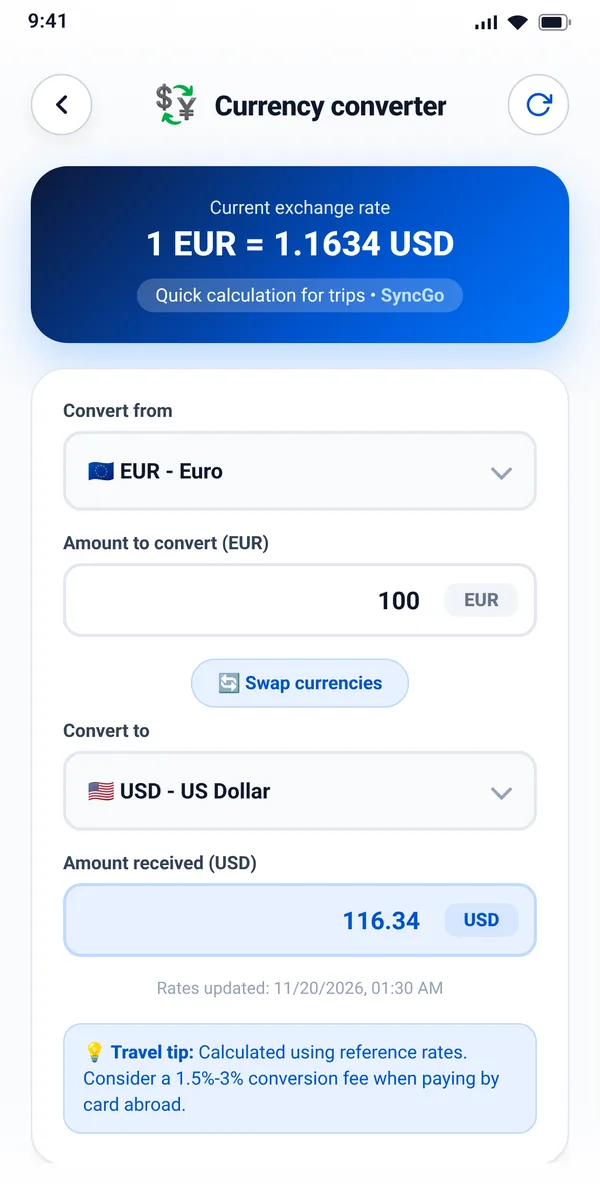 9:41
Currency converter
Current exchange rate
1 EUR = 1.1634 USD
Quick calculation for trips • SyncGo
Convert from
🇪🇺 EUR - Euro
Amount to convert (EUR)
100 EUR
🔄 Swap currencies
Convert to
🇺🇸 USD - US Dollar
Amount received (USD)
116.34 USD
Rates updated: 11/20/2026, 01:30 AM
💡 Travel tip: Calculated using reference rates.
Consider a 1.5%-3% conversion fee when paying by
card abroad.